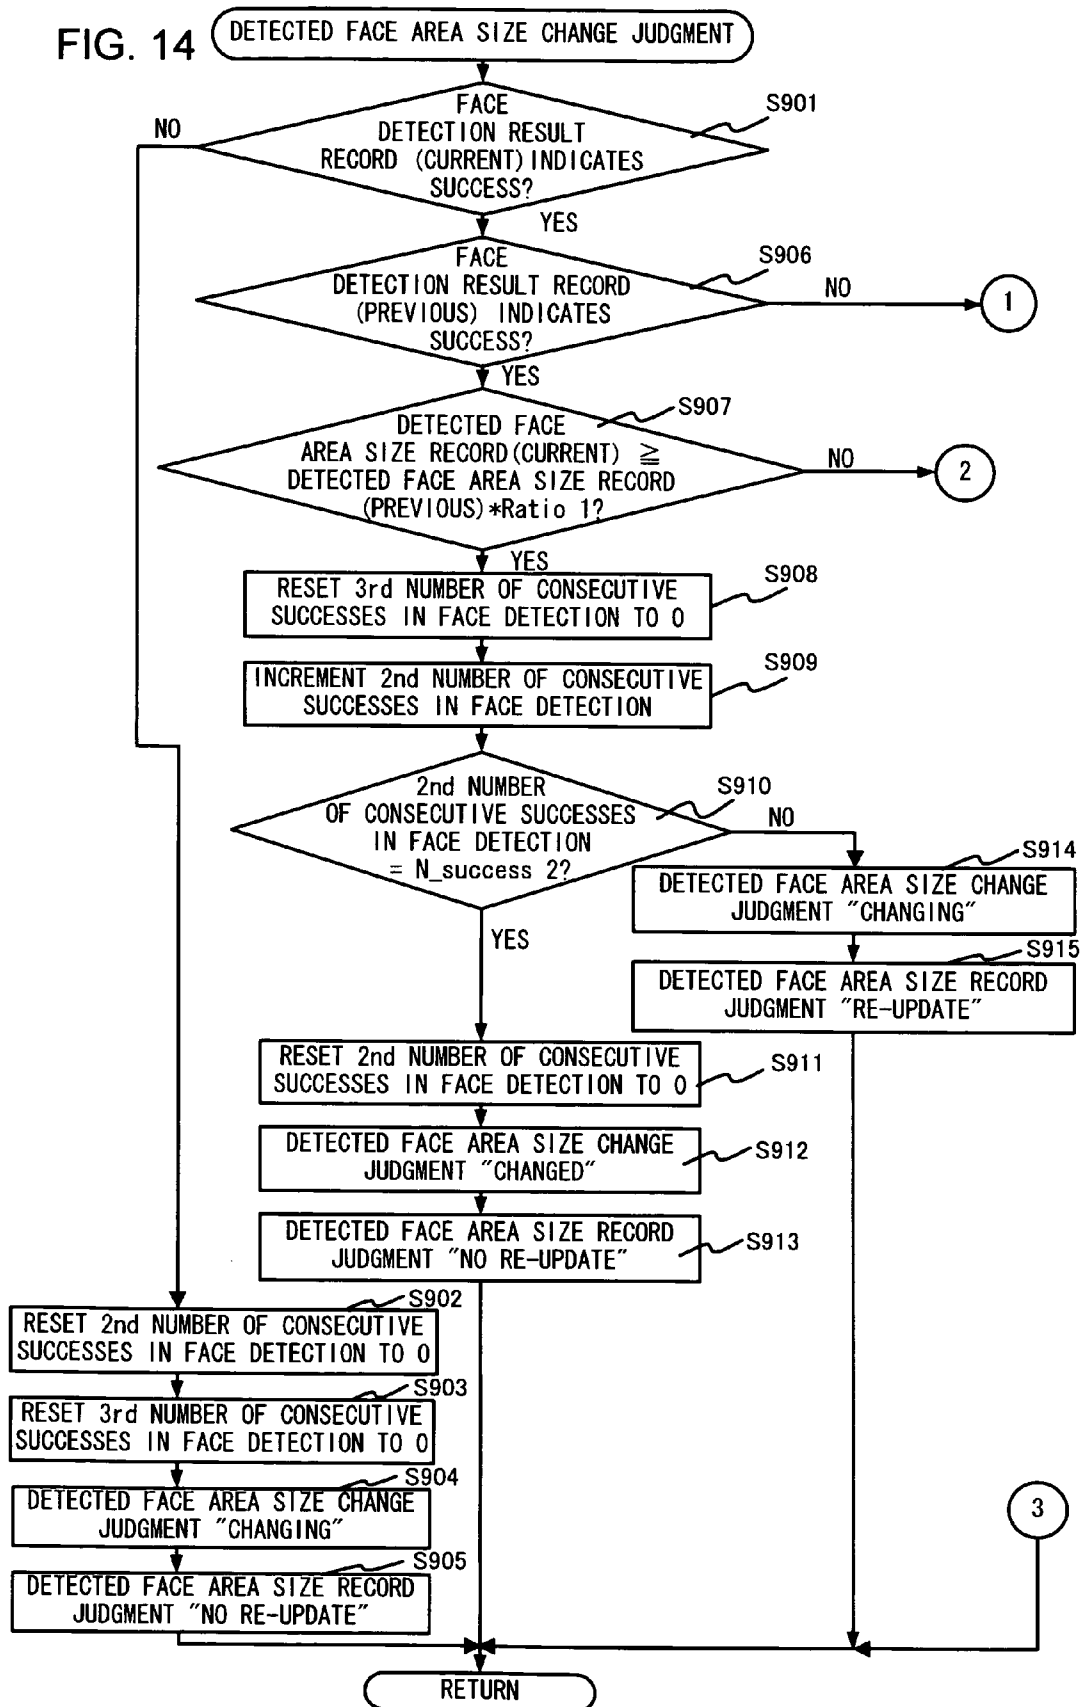 FIG. 14
DETECTED FACE AREA SIZE CHANGE JUDGMENT
FACE
DETECTION RESULT
RECORD (CURRENT) INDICATES
SUCCESS?
S901
NO
YES
FACE
DETECTION RESULT RECORD
(PREVIOUS) INDICATES
SUCCESS?
S906
NO
1
YES
DETECTED FACE
AREA SIZE RECORD(CURRENT) ≧
DETECTED FACE AREA SIZE RECORD
(PREVIOUS)*Ratio 1?
S907
NO
2
YES
RESET 3rd NUMBER OF CONSECUTIVE
SUCCESSES IN FACE DETECTION TO 0
S908
INCREMENT 2nd NUMBER OF CONSECUTIVE
SUCCESSES IN FACE DETECTION
S909
2nd NUMBER
OF CONSECUTIVE SUCCESSES
IN FACE DETECTION
= N_success 2?
S910
NO
YES
S914
DETECTED FACE AREA SIZE CHANGE
JUDGMENT "CHANGING"
S915
DETECTED FACE AREA SIZE RECORD
JUDGMENT "RE-UPDATE"
RESET 2nd NUMBER OF CONSECUTIVE
SUCCESSES IN FACE DETECTION TO 0
S911
DETECTED FACE AREA SIZE CHANGE
JUDGMENT "CHANGED"
S912
DETECTED FACE AREA SIZE RECORD
JUDGMENT "NO RE-UPDATE"
S913
S902
RESET 2nd NUMBER OF CONSECUTIVE
SUCCESSES IN FACE DETECTION TO 0
S903
RESET 3rd NUMBER OF CONSECUTIVE
SUCCESSES IN FACE DETECTION TO 0
S904
DETECTED FACE AREA SIZE CHANGE
JUDGMENT "CHANGING"
S905
DETECTED FACE AREA SIZE RECORD
JUDGMENT "NO RE-UPDATE"
3
RETURN